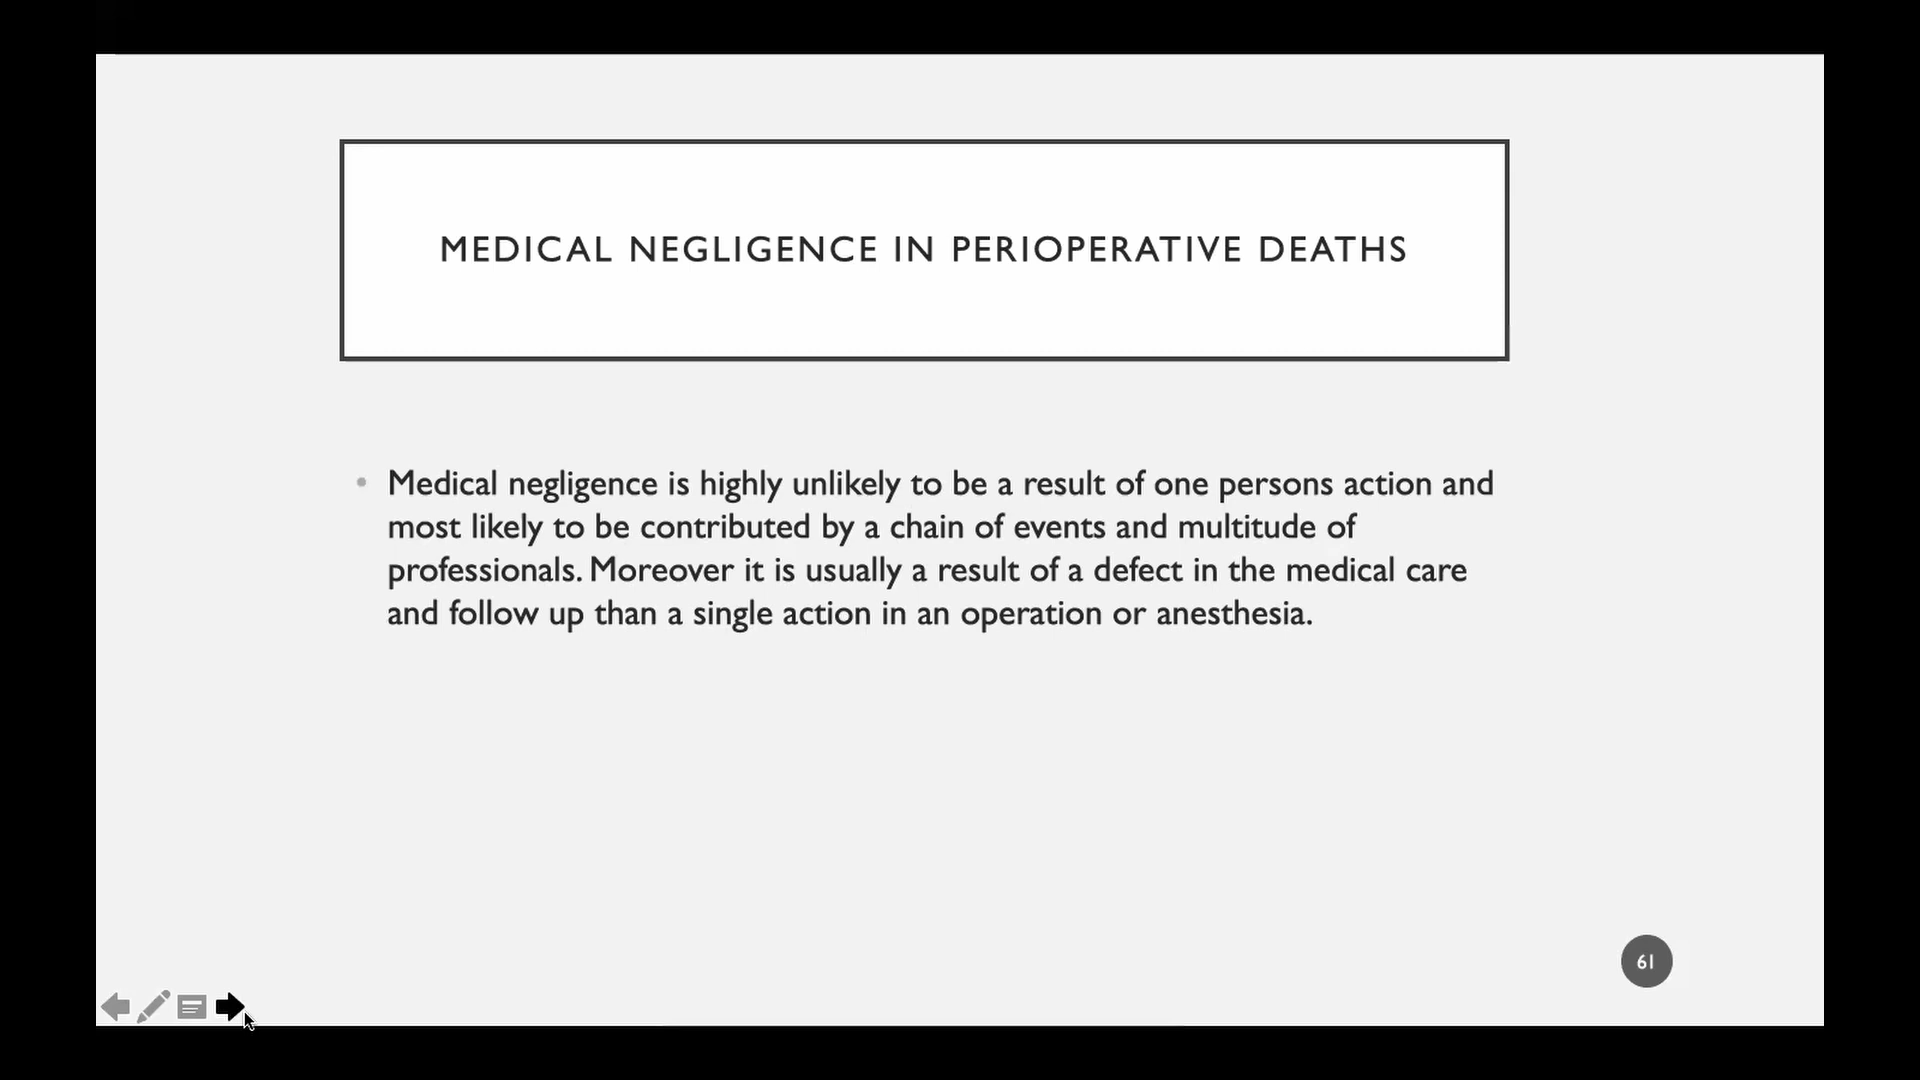 MEDICAL NEGLIGENCE IN PERIOPERATIVE DEATHS
• Medical negligence is highly unlikely to be a result of one persons action and
most likely to be contributed by a chain of events and multitude of
professionals. Moreover it is usually a result of a defect in the medical care
and follow up than a single action in an operation or anesthesia.
61